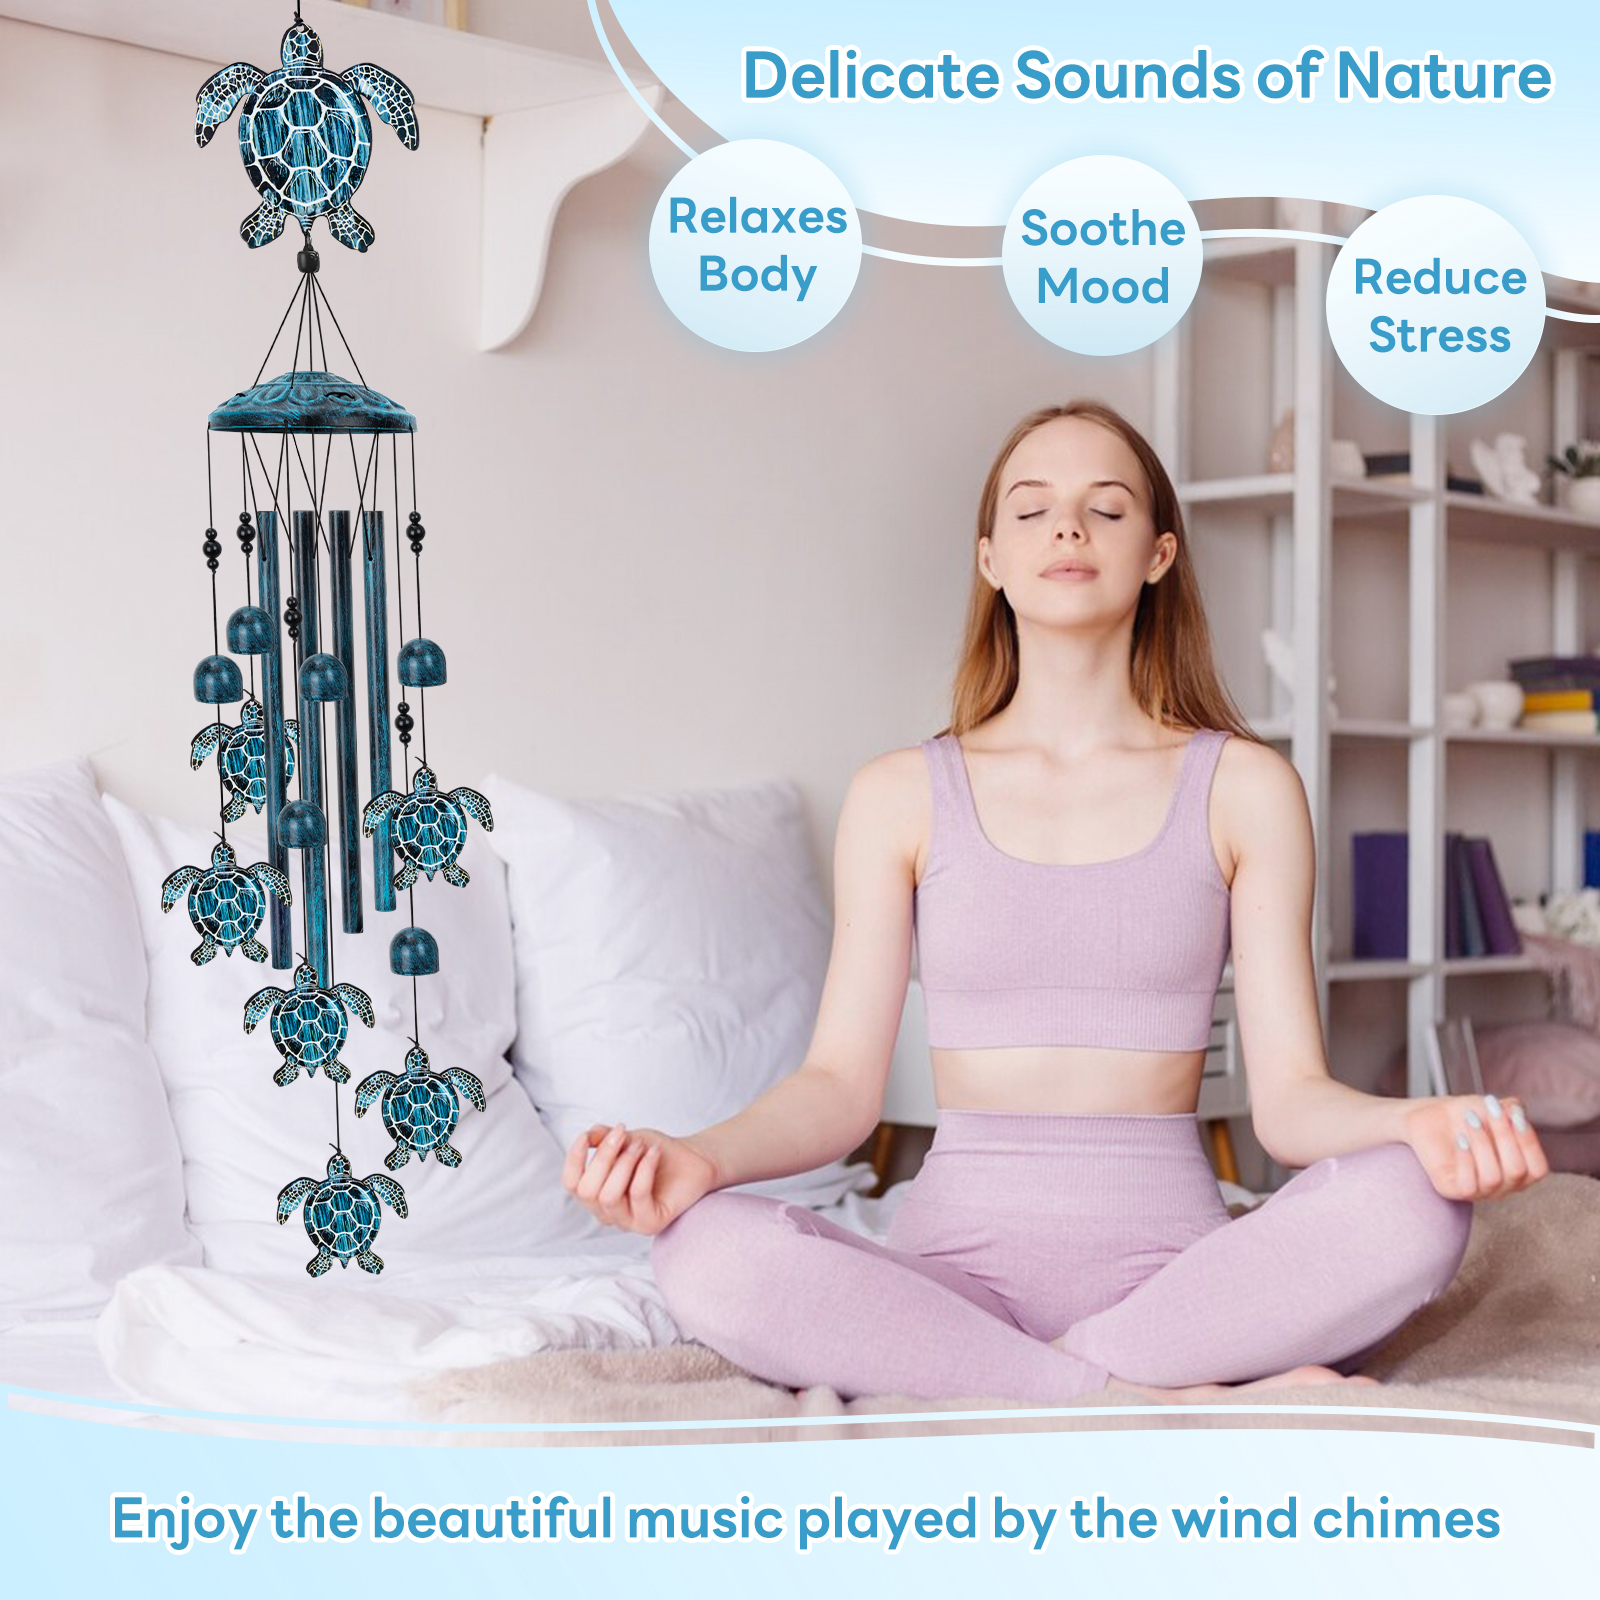 Delicate Sounds of Nature
Relaxes
Body
Soothe
Mood
Reduce
Stress
Enjoy the beautiful music played by the wind chimes